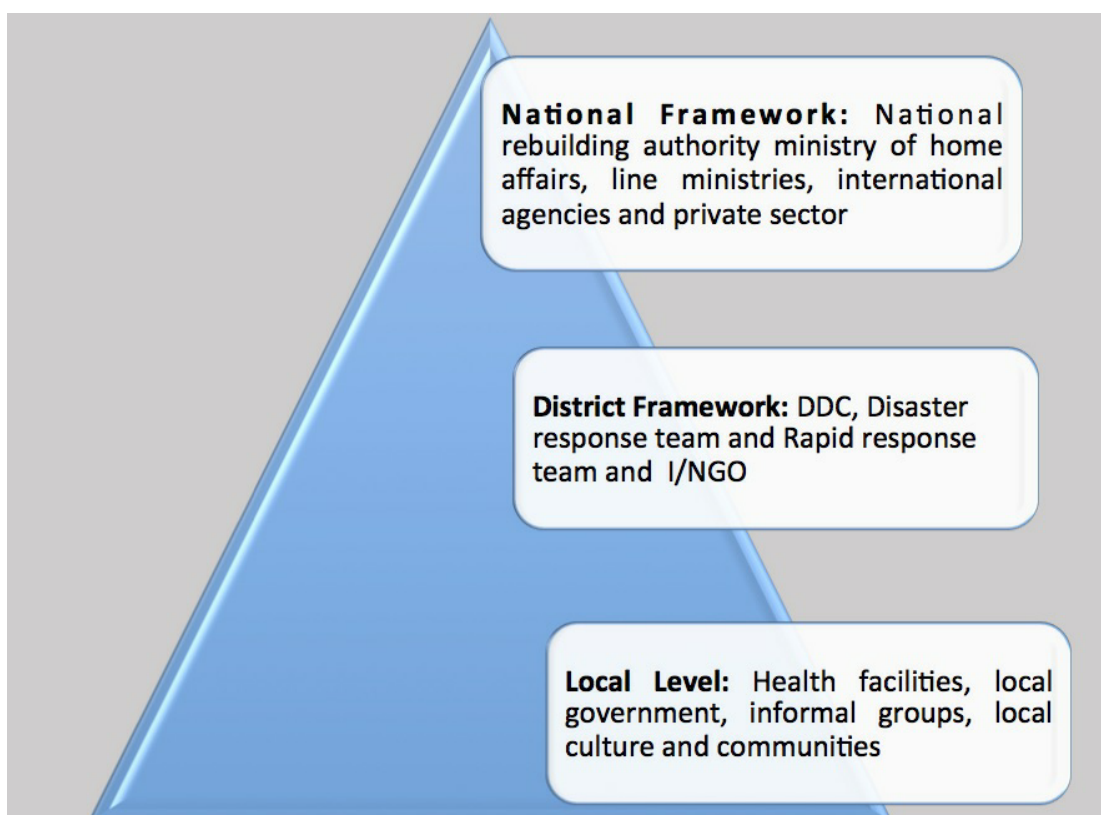 National Framework: National
rebuilding authority ministry of home
affairs, line ministries, international
agencies and private sector
District Framework: DDC, Disaster
response team and Rapid response
team and I/NGO
Local Level: Health facilities, local
government, informal groups, local
culture and communities